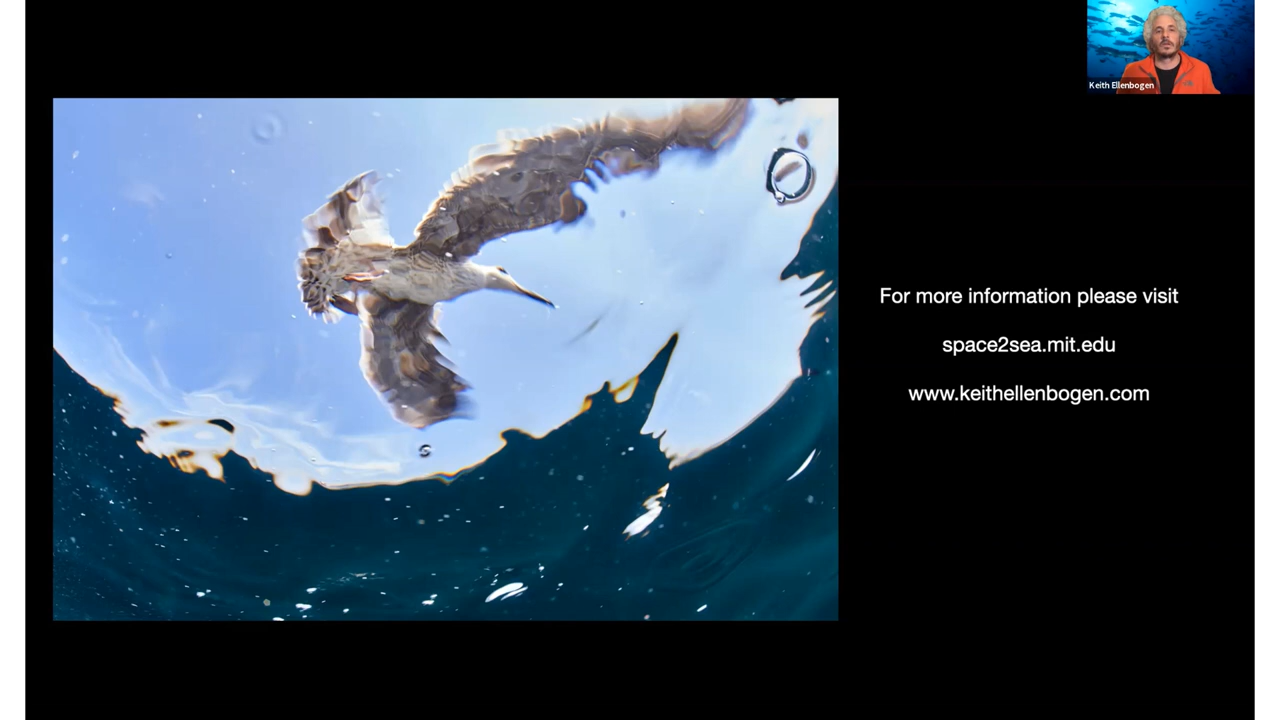 Keith Ellenbogen
For more information please visit
space2sea.mit.edu
www.keithellenbogen.com